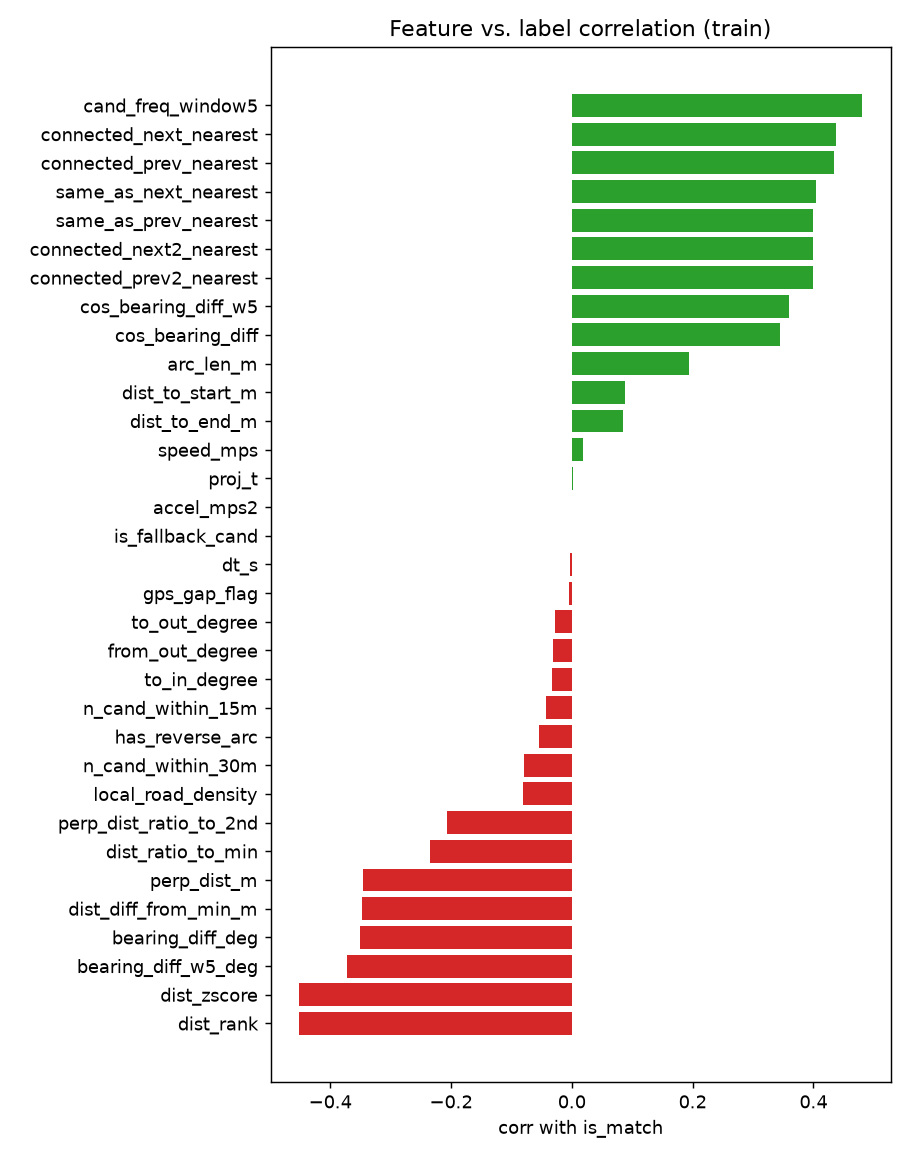 Feature vs. label correlation (train)
cand_freq_window5
connected_next_nearest
connected_prev_nearest
same_as_next_nearest
same_as_prev_nearest
connected_next2_nearest
connected_prev2_nearest
cos_bearing_diff_w5
cos_bearing_diff
arc_len_m
dist_to_start_m
dist_to_end_m
speed_mps
proj_t
accel_mps2
is_fallback_cand
dt_s
gps_gap_flag
to_out_degree
from_out_degree
to_in_degree
n_cand_within_15m
has_reverse_arc
n_cand_within_30m
local_road_density
perp_dist_ratio_to_2nd
dist_ratio_to_min
perp_dist_m
dist_diff_from_min_m
bearing_diff_deg
bearing_diff_w5_deg
dist_zscore
dist_rank
−0.4 −0.2 0.0 0.2 0.4
corr with is_match